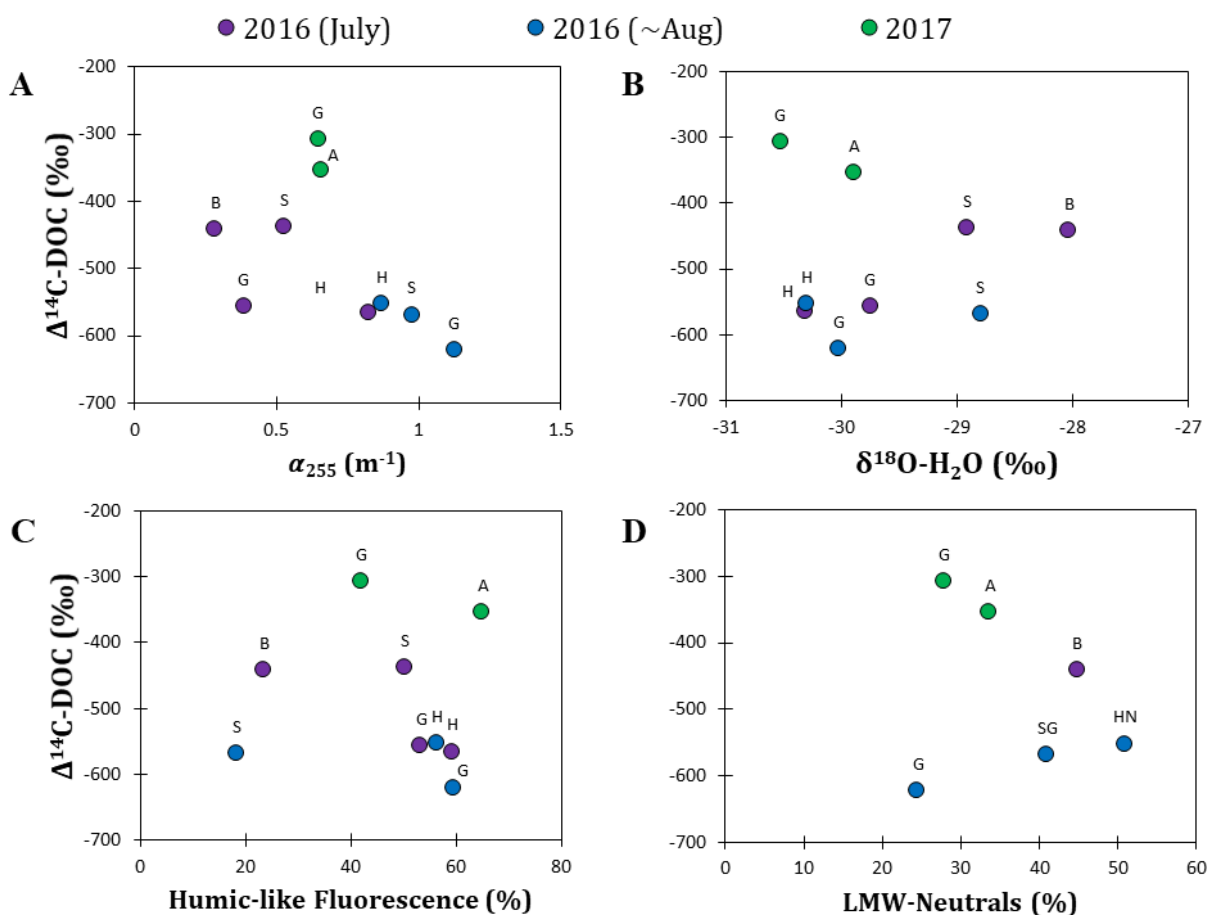 2016 (July) 2016 (~Aug) 2017
A
Δ¹⁴C-DOC (‰)
-200
-300
-400
-500
-600
-700
G
A
B S
G H H S G
0 0.5 1 1.5
α₂₅₅ (m⁻¹)
B
-200
-300
-400
-500
-600
-700
G
A
S B
H
H G S
G
-31 -30 -29 -28 -27
δ¹⁸O-H₂O (‰)
C
Δ¹⁴C-DOC (‰)
-200
-300
-400
-500
-600
-700
G
A
B S
S G H H
G
0 20 40 60 80
Humic-like Fluorescence (%)
D
-200
-300
-400
-500
-600
-700
G
A
B
SG HN
G
0 10 20 30 40 50 60
LMW-Neutrals (%)